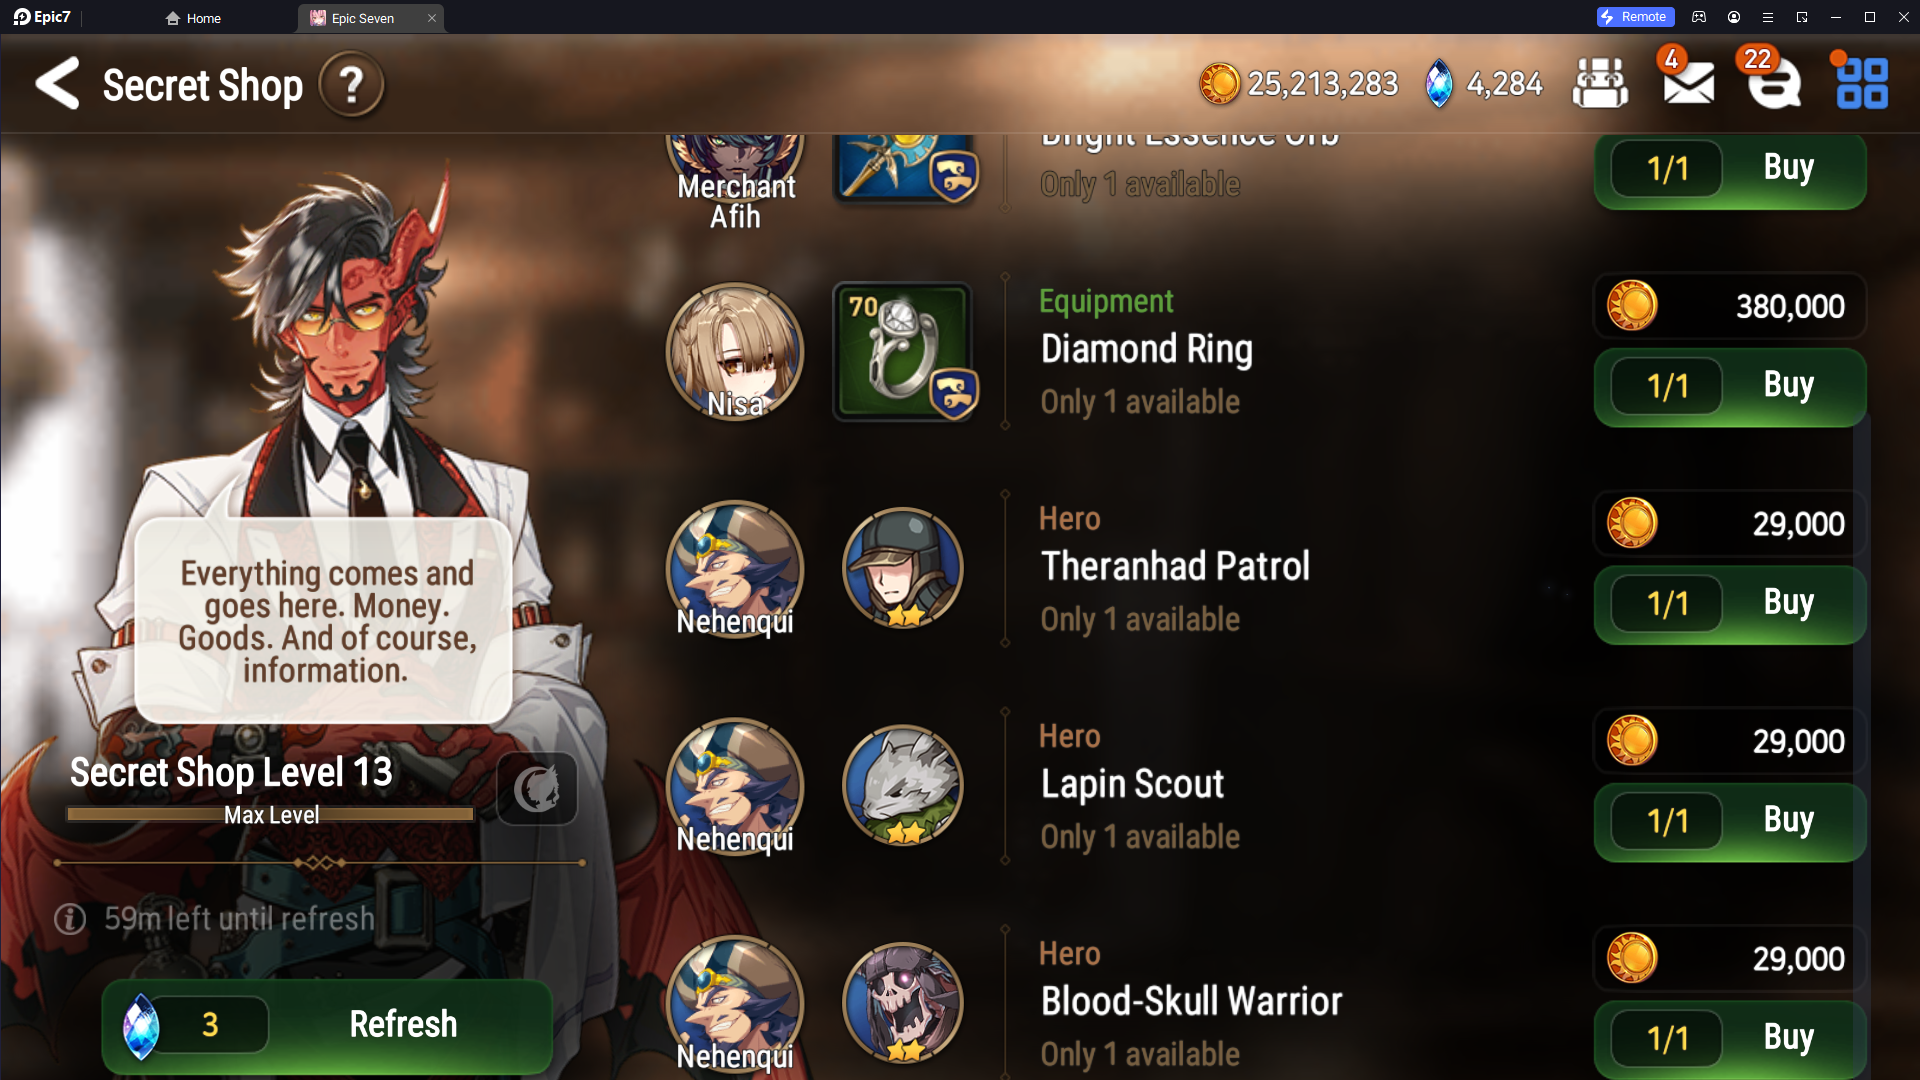 Epic7
Home
Epic Seven
Remote
Secret Shop
?
25,213,283
4,284
4
22
Merchant
Afih
Bright Essence Orb
Only 1 available
1/1
Buy
Nisa
70
Equipment
Diamond Ring
Only 1 available
380,000
1/1
Buy
Nehenqui
Hero
Theranhad Patrol
Only 1 available
29,000
1/1
Buy
Nehenqui
Hero
Lapin Scout
Only 1 available
29,000
1/1
Buy
Nehenqui
Hero
Blood-Skull Warrior
Only 1 available
29,000
1/1
Buy
Everything comes and
goes here. Money.
Goods. And of course,
information.
Secret Shop Level 13
Max Level
59m left until refresh
3
Refresh